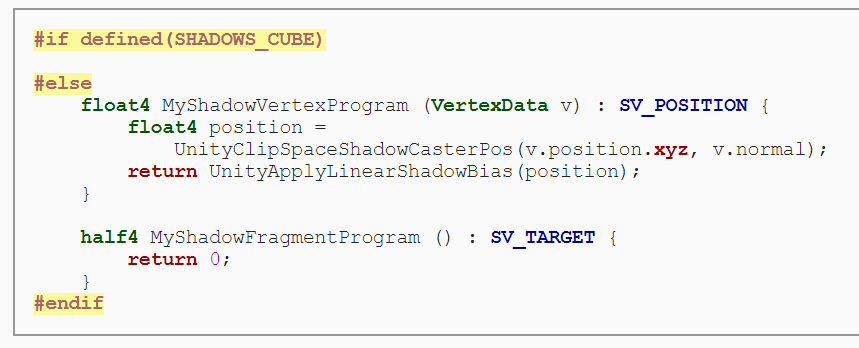 #if defined(SHADOWS_CUBE)
#else
float4 MyShadowVertexProgram (VertexData v) : SV_POSITION {
float4 position =
UnityClipSpaceShadowCasterPos(v.position.xyz, v.normal);
return UnityApplyLinearShadowBias(position);
}
half4 MyShadowFragmentProgram () : SV_TARGET {
return 0;
}
#endif